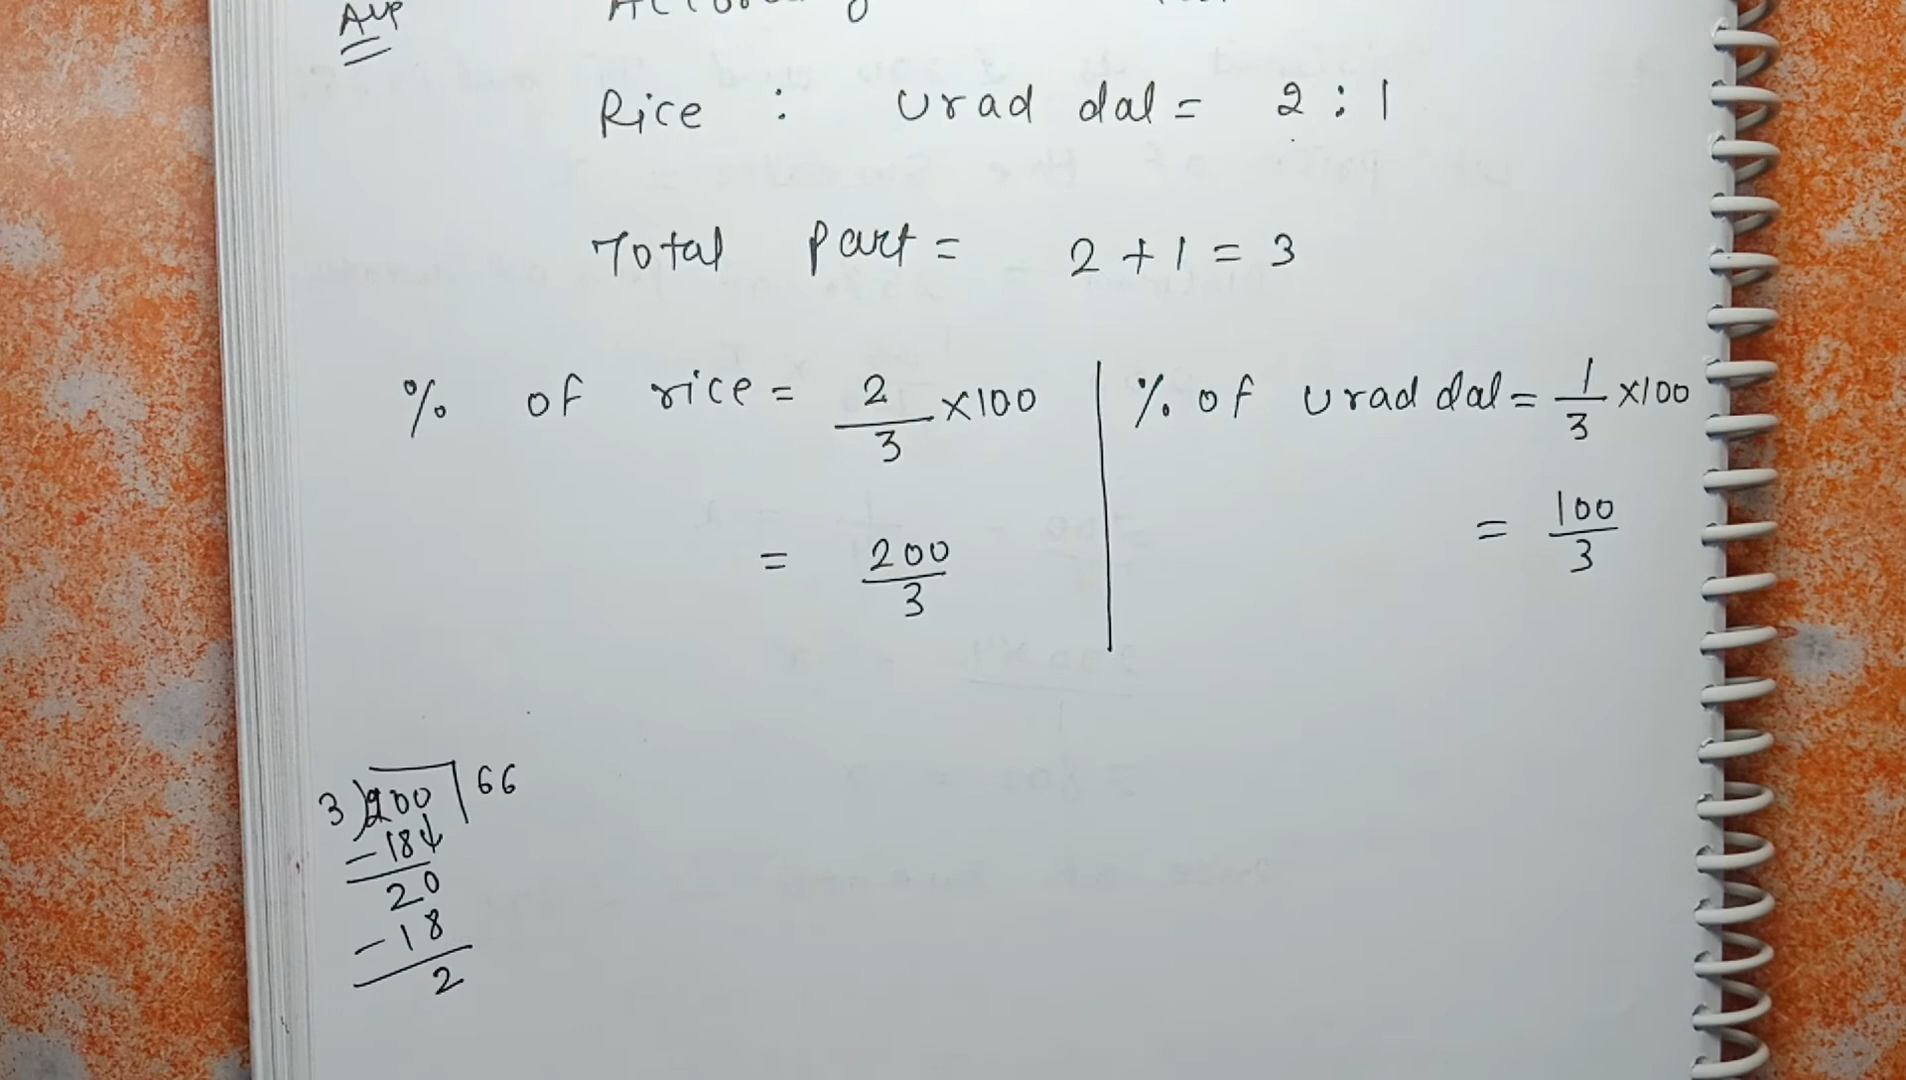 Rice : Urad dal = 2 : 1
Total Part = 2 + 1 = 3
% of rice = 2/3 ×100
= 200/3
% of Urad dal = 1/3 ×100
= 100/3
3)200|66
-18↓
20
-18
2